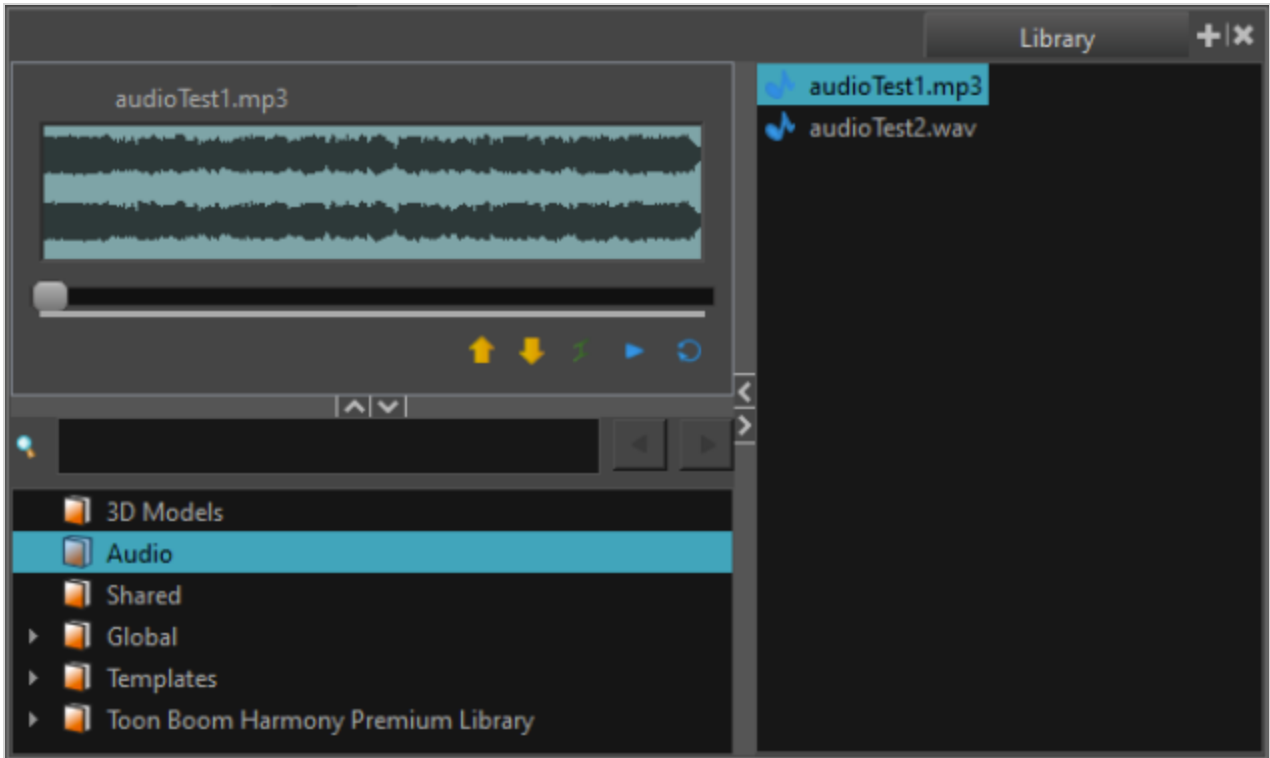 Library
audioTest1.mp3
audioTest1.mp3
audioTest2.wav
3D Models
Audio
Shared
Global
Templates
Toon Boom Harmony Premium Library